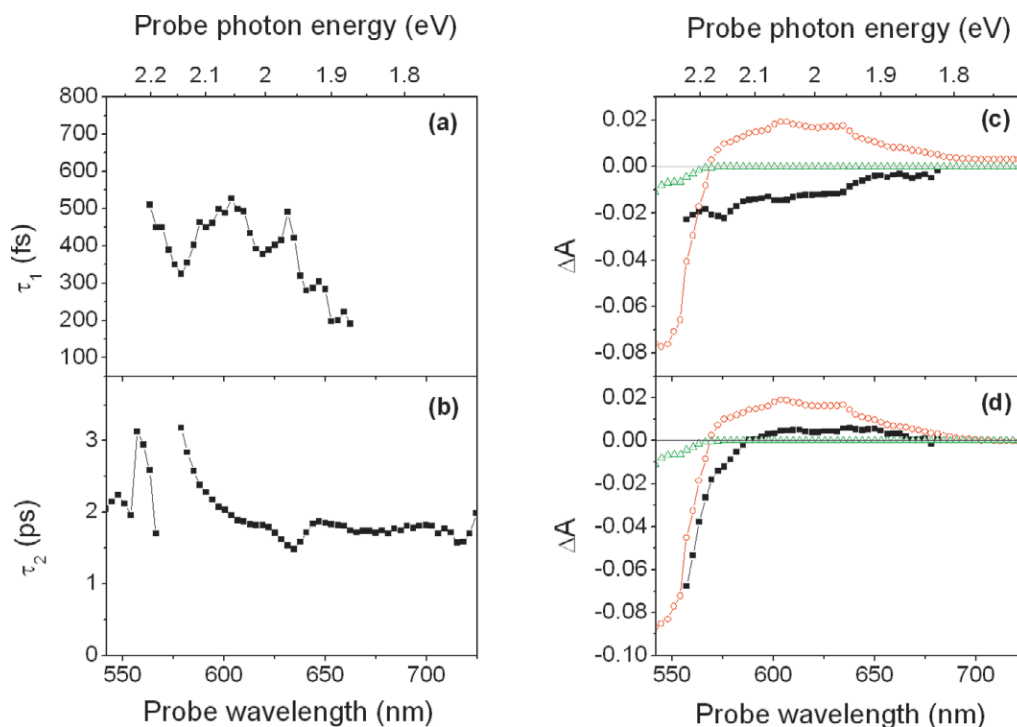 Probe photon energy (eV)
2.2 2.1 2 1.9 1.8
800
700
600
500
400
300
200
100
τ1 (fs)
(a)
3
2
1
0
τ2 (ps)
(b)
550 600 650 700
Probe wavelength (nm)
Probe photon energy (eV)
2.2 2.1 2 1.9 1.8
0.02
0.00
-0.02
-0.04
-0.06
-0.08
ΔA
(c)
0.02
0.00
-0.02
-0.04
-0.06
-0.08
-0.10
ΔA
(d)
550 600 650 700
Probe wavelength (nm)